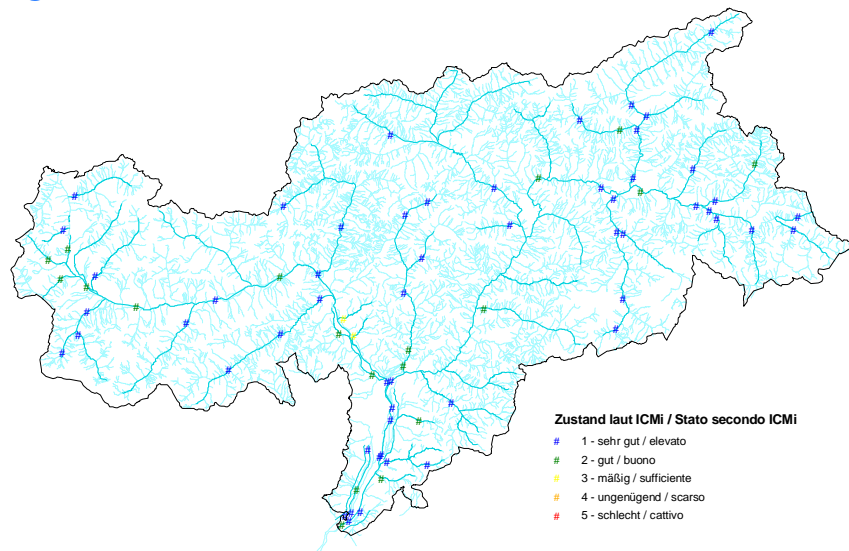 Zustand laut ICMi / Stato secondo ICMi
# 1 - sehr gut / elevato
# 2 - gut / buono
# 3 - mäßig / sufficiente
# 4 - ungenügend / scarso
# 5 - schlecht / cattivo